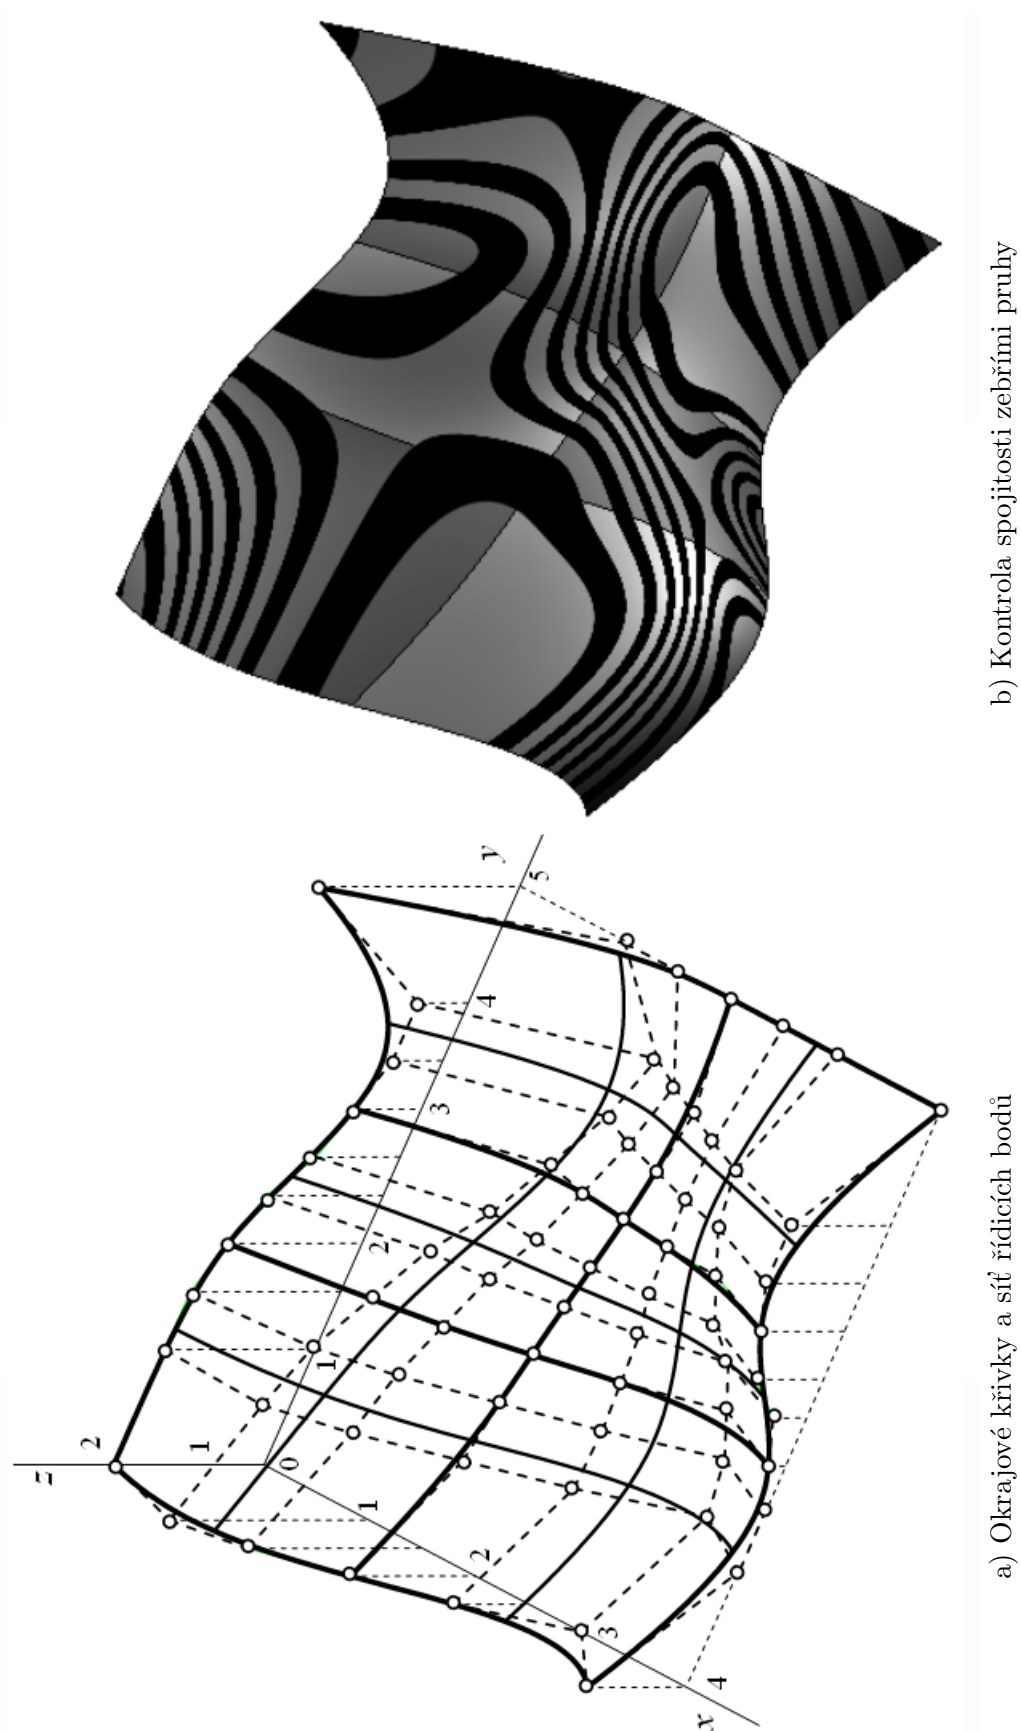 z
2
1
0
1
2
3
4
x
1
2
3
4
5
y
a) Okrajové křivky a síť řídicích bodů
b) Kontrola spojitosti zebřími pruhy